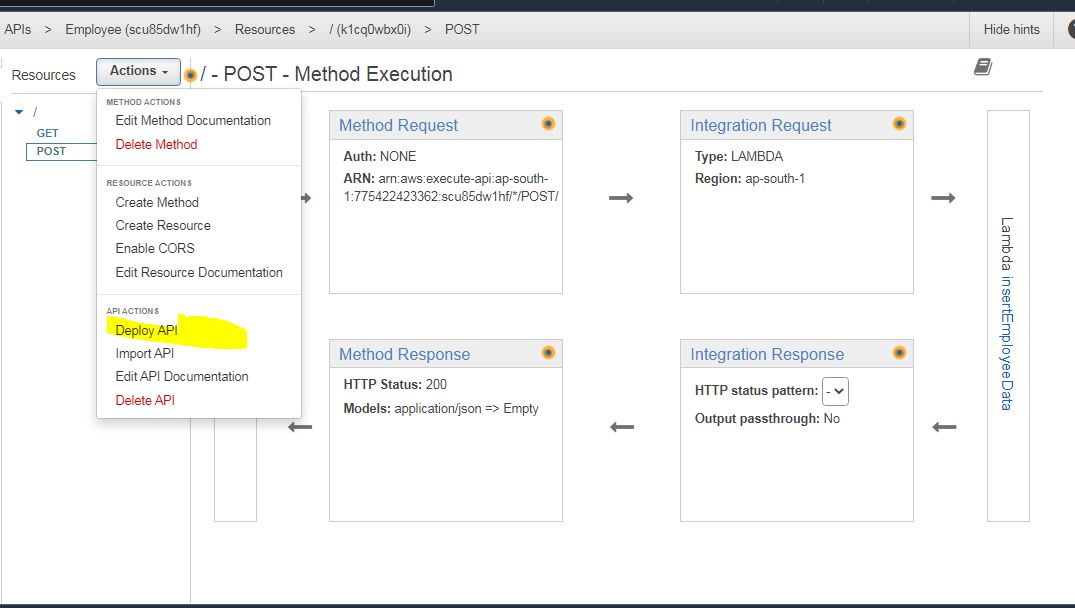 APIs > Employee (scu85dw1hf) > Resources > / (k1cq0wbx0i) > POST
Hide hints
Resources
Actions
/ - POST - Method Execution
/
GET
POST
METHOD ACTIONS
Edit Method Documentation
Delete Method
RESOURCE ACTIONS
Create Method
Create Resource
Enable CORS
Edit Resource Documentation
API ACTIONS
Deploy API
Import API
Edit API Documentation
Delete API
Method Request
Auth: NONE
ARN: arn:aws:execute-api:ap-south-
1:775422423362:scu85dw1hf/*/POST/
Integration Request
Type: LAMBDA
Region: ap-south-1
Lambda insertEmployeeData
Method Response
HTTP Status: 200
Models: application/json => Empty
Integration Response
HTTP status pattern: -
Output passthrough: No